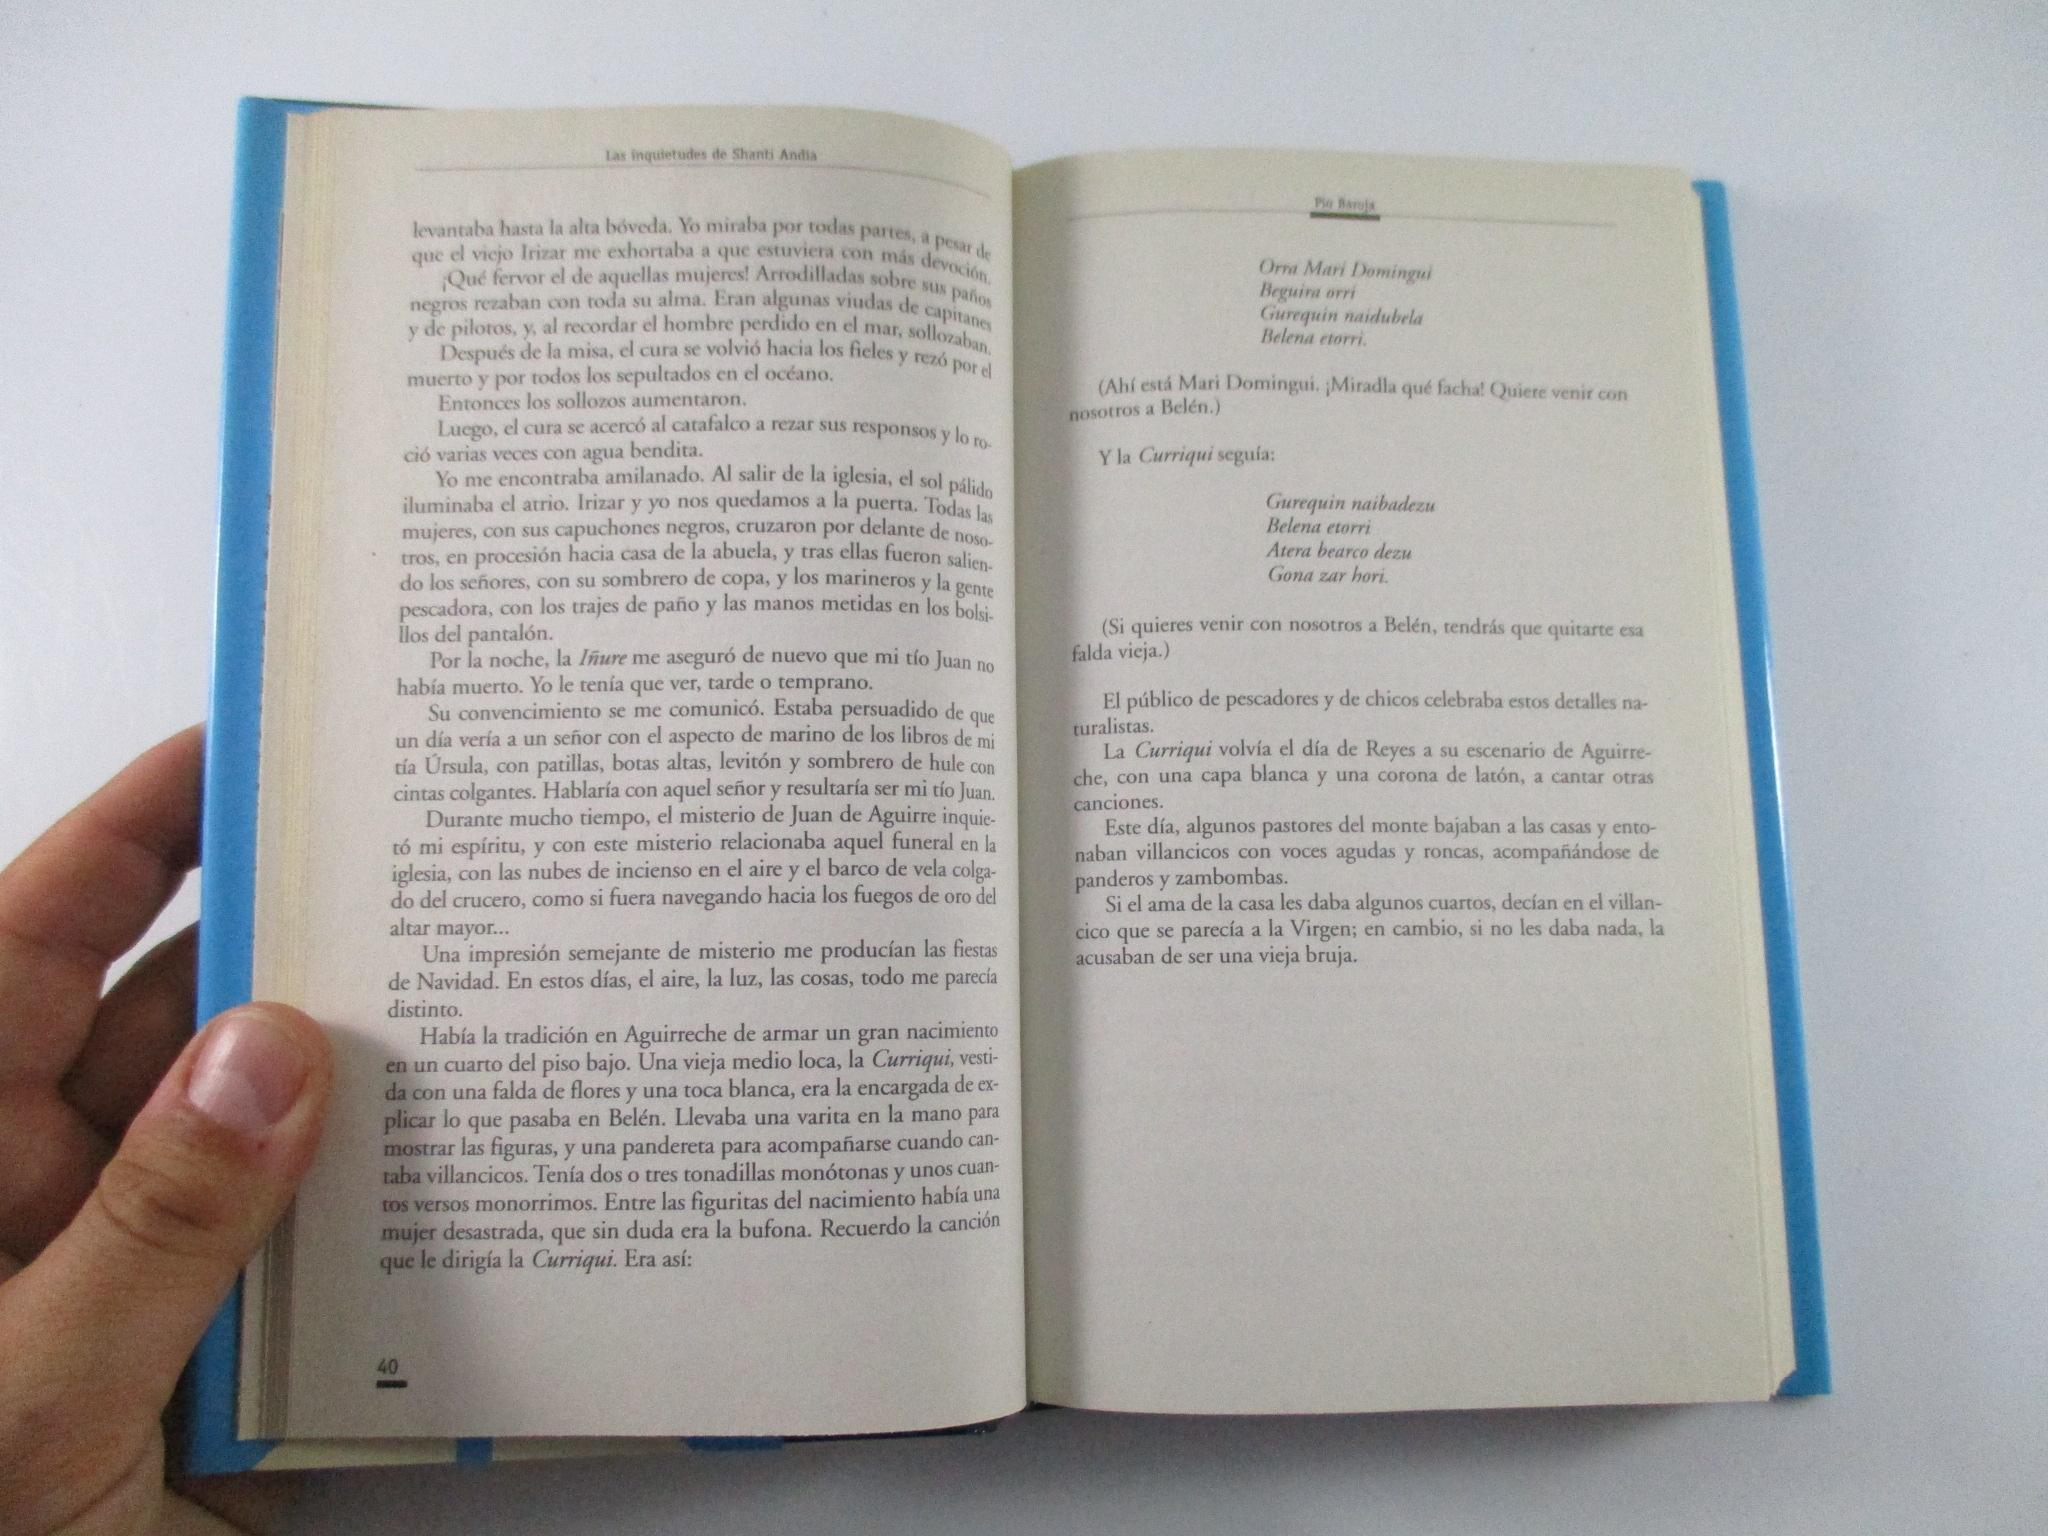 Las inquietudes de Shanti Andia
levantaba hasta la alta bóveda. Yo miraba por todas partes, a pesar de
que el viejo Irizar me exhortaba a que estuviera con más devoción.
¡Qué fervor el de aquellas mujeres! Arrodilladas sobre sus paños
negros rezaban con toda su alma. Eran algunas viudas de capitanes
y de pilotos, y, al recordar el hombre perdido en el mar, sollozaban.
Después de la misa, el cura se volvió hacia los fieles y rezó por el
muerto y por todos los sepultados en el océano.
Entonces los sollozos aumentaron.
Luego, el cura se acercó al catafalco a rezar sus responsos y lo ro-
ció varias veces con agua bendita.
Yo me encontraba amilanado. Al salir de la iglesia, el sol pálido
iluminaba el atrio. Irizar y yo nos quedamos a la puerta. Todas las
mujeres, con sus capuchones negros, cruzaron por delante de noso-
tros, en procesión hacia casa de la abuela, y tras ellas fueron salien-
do los señores, con su sombrero de copa, y los marineros y la gente
pescadora, con los trajes de paño y las manos metidas en los bolsi-
llos del pantalón.
Por la noche, la Iñure me aseguró de nuevo que mi tío Juan no
había muerto. Yo le tenía que ver, tarde o temprano.
Su convencimiento se me comunicó. Estaba persuadido de que
un día vería a un señor con el aspecto de marino de los libros de mi
tía Úrsula, con patillas, botas altas, levitón y sombrero de hule con
cintas colgantes. Hablaría con aquel señor y resultaría ser mi tío Juan.
Durante mucho tiempo, el misterio de Juan de Aguirre inquie-
tó mi espíritu, y con este misterio relacionaba aquel funeral en la
iglesia, con las nubes de incienso en el aire y el barco de vela colga-
do del crucero, como si fuera navegando hacia los fuegos de oro del
altar mayor...
Una impresión semejante de misterio me producían las fiestas
de Navidad. En estos días, el aire, la luz, las cosas, todo me parecía
distinto.
Había la tradición en Aguirreche de armar un gran nacimiento
en un cuarto del piso bajo. Una vieja medio loca, la Curriqui, vesti-
da con una falda de flores y una toca blanca, era la encargada de ex-
plicar lo que pasaba en Belén. Llevaba una varita en la mano para
mostrar las figuras, y una pandereta para acompañarse cuando can-
taba villancicos. Tenía dos o tres tonadillas monótonas y unos cuan-
tos versos monorrimos. Entre las figuritas del nacimiento había una
mujer desastrada, que sin duda era la bufona. Recuerdo la canción
que le dirigía la Curriqui. Era así:
40
Pío Baroja
Orra Mari Domingui
Beguira orri
Gurequin naidubela
Belena etorri.
(Ahí está Mari Domingui. ¡Miradla qué facha! Quiere venir con
nosotros a Belén.)
Y la Curriqui seguía:
Gurequin naibadezu
Belena etorri
Atera bearco dezu
Gona zar hori.
(Si quieres venir con nosotros a Belén, tendrás que quitarte esa
falda vieja.)
El público de pescadores y de chicos celebraba estos detalles na-
turalistas.
La Curriqui volvía el día de Reyes a su escenario de Aguirre-
che, con una capa blanca y una corona de latón, a cantar otras
canciones.
Este día, algunos pastores del monte bajaban a las casas y ento-
naban villancicos con voces agudas y roncas, acompañándose de
panderos y zambombas.
Si el ama de la casa les daba algunos cuartos, decían en el villan-
cico que se parecía a la Virgen; en cambio, si no les daba nada, la
acusaban de ser una vieja bruja.